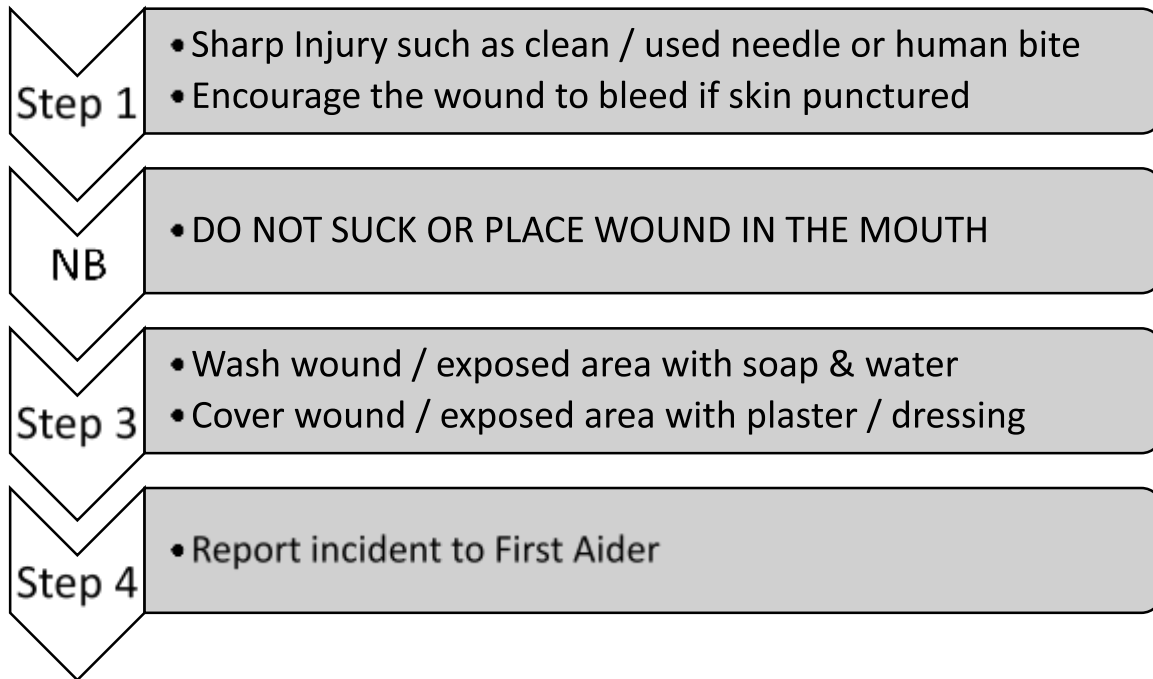 Step 1
• Sharp Injury such as clean / used needle or human bite
• Encourage the wound to bleed if skin punctured
NB
• DO NOT SUCK OR PLACE WOUND IN THE MOUTH
Step 3
• Wash wound / exposed area with soap & water
• Cover wound / exposed area with plaster / dressing
Step 4
• Report incident to First Aider